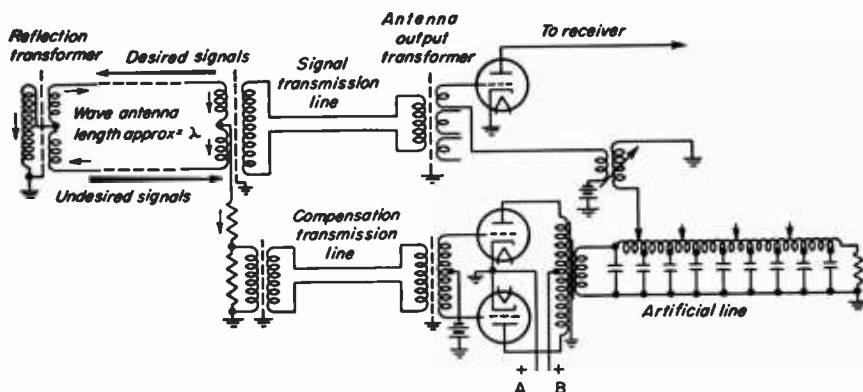 Reflection
transformer
Desired signals
Wave antenna
length approx= λ
Undesired signals
Signal
transmission
line
Antenna
output
transformer
To receiver
Compensation
transmission
line
Artificial line
+ +
A B